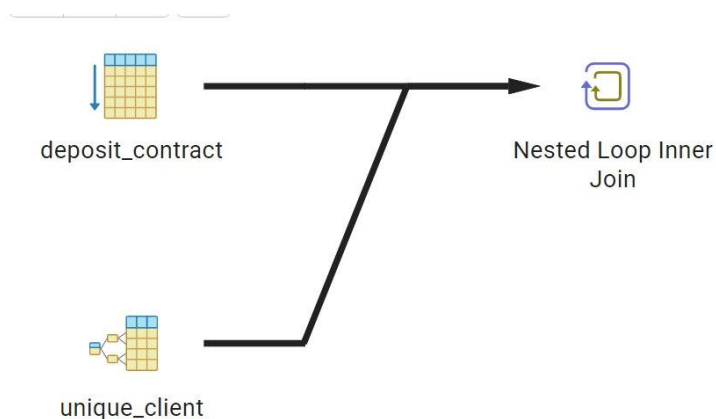 deposit_contract
Nested Loop Inner
Join
unique_client